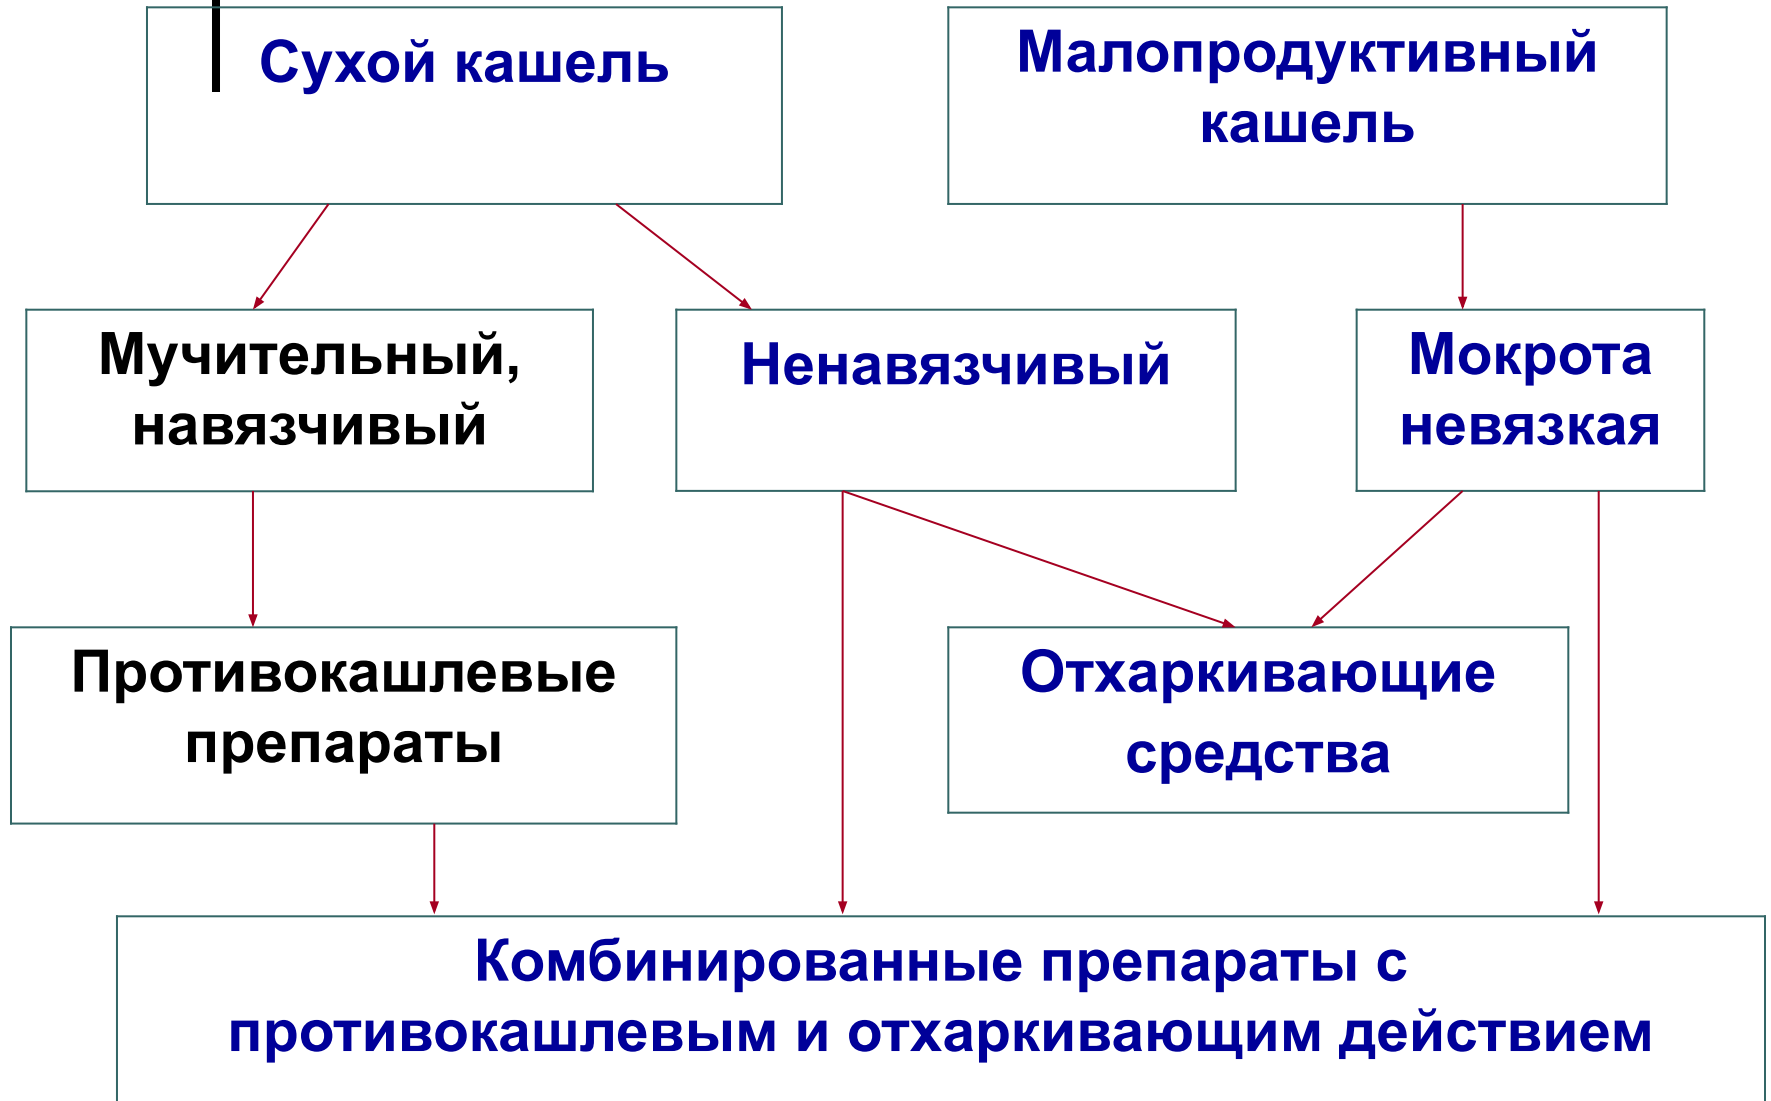 Сухой кашель
Малопродуктивный
кашель
Мучительный,
навязчивый
Ненавязчивый
Мокрота
невязкая
Противокашлевые
препараты
Отхаркивающие
средства
Комбинированные препараты с
противокашлевым и отхаркивающим действием